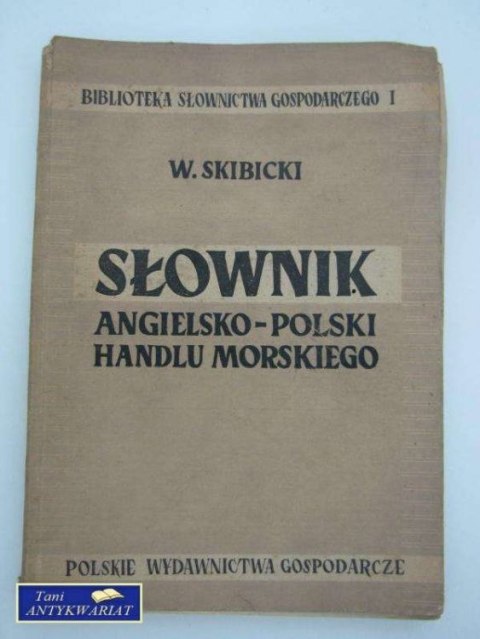 BIBLIOTEKA SŁOWNICTWA GOSPODARCZEGO I
W. SKIBICKI
SŁOWNIK
ANGIELSKO-POLSKI
HANDLU MORSKIEGO
POLSKIE WYDAWNICTWA GOSPODARCZE
Tani
ANTYKWARIAT